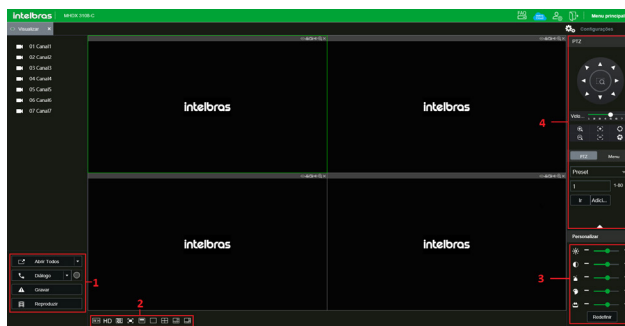 intelbras MHDX 3108-C Menu principal
Visualizar × Configurações
01 Canal1
02 Canal2
03 Canal3
04 Canal4
05 Canal5
06 Canal6
07 Canal7
intelbras intelbras
intelbras intelbras
Abrir Todos
Diálogo
Gravar
Reproduzir
1
2
HD
PTZ
Velo...
4
PTZ Menu
Preset
1 1-80
Ir Adici...
Personalizar
3
Redefinir